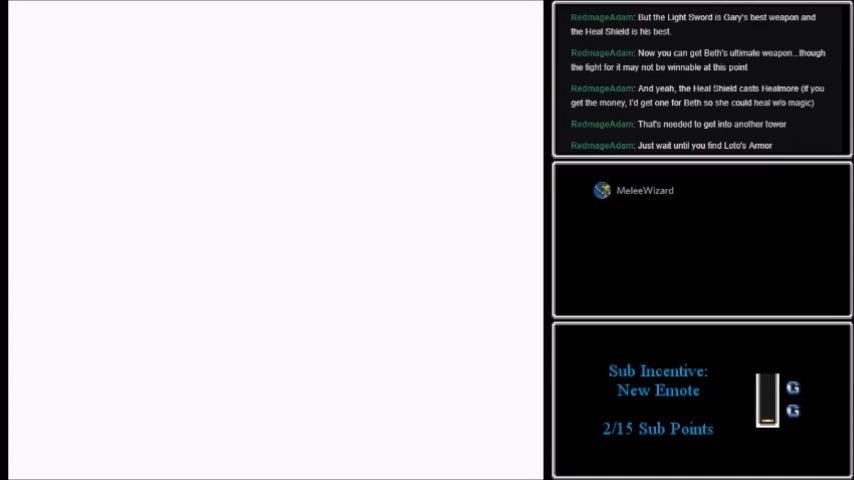 RedmageAdam: But the Light Sword is Gary's best weapon and
the Heal Shield is his best.
RedmageAdam: Now you can get Beth's ultimate weapon...though
the fight for it may not be winnable at this point
RedmageAdam: And yeah, the Heal Shield casts Healmore (if you
get the money, I'd get one for Beth so she could heal w/o magic)
RedmageAdam: That's needed to get into another tower
RedmageAdam: Just wait until you find Loto's Armor
MeleeWizard
Sub Incentive:
New Emote
2/15 Sub Points
G
G